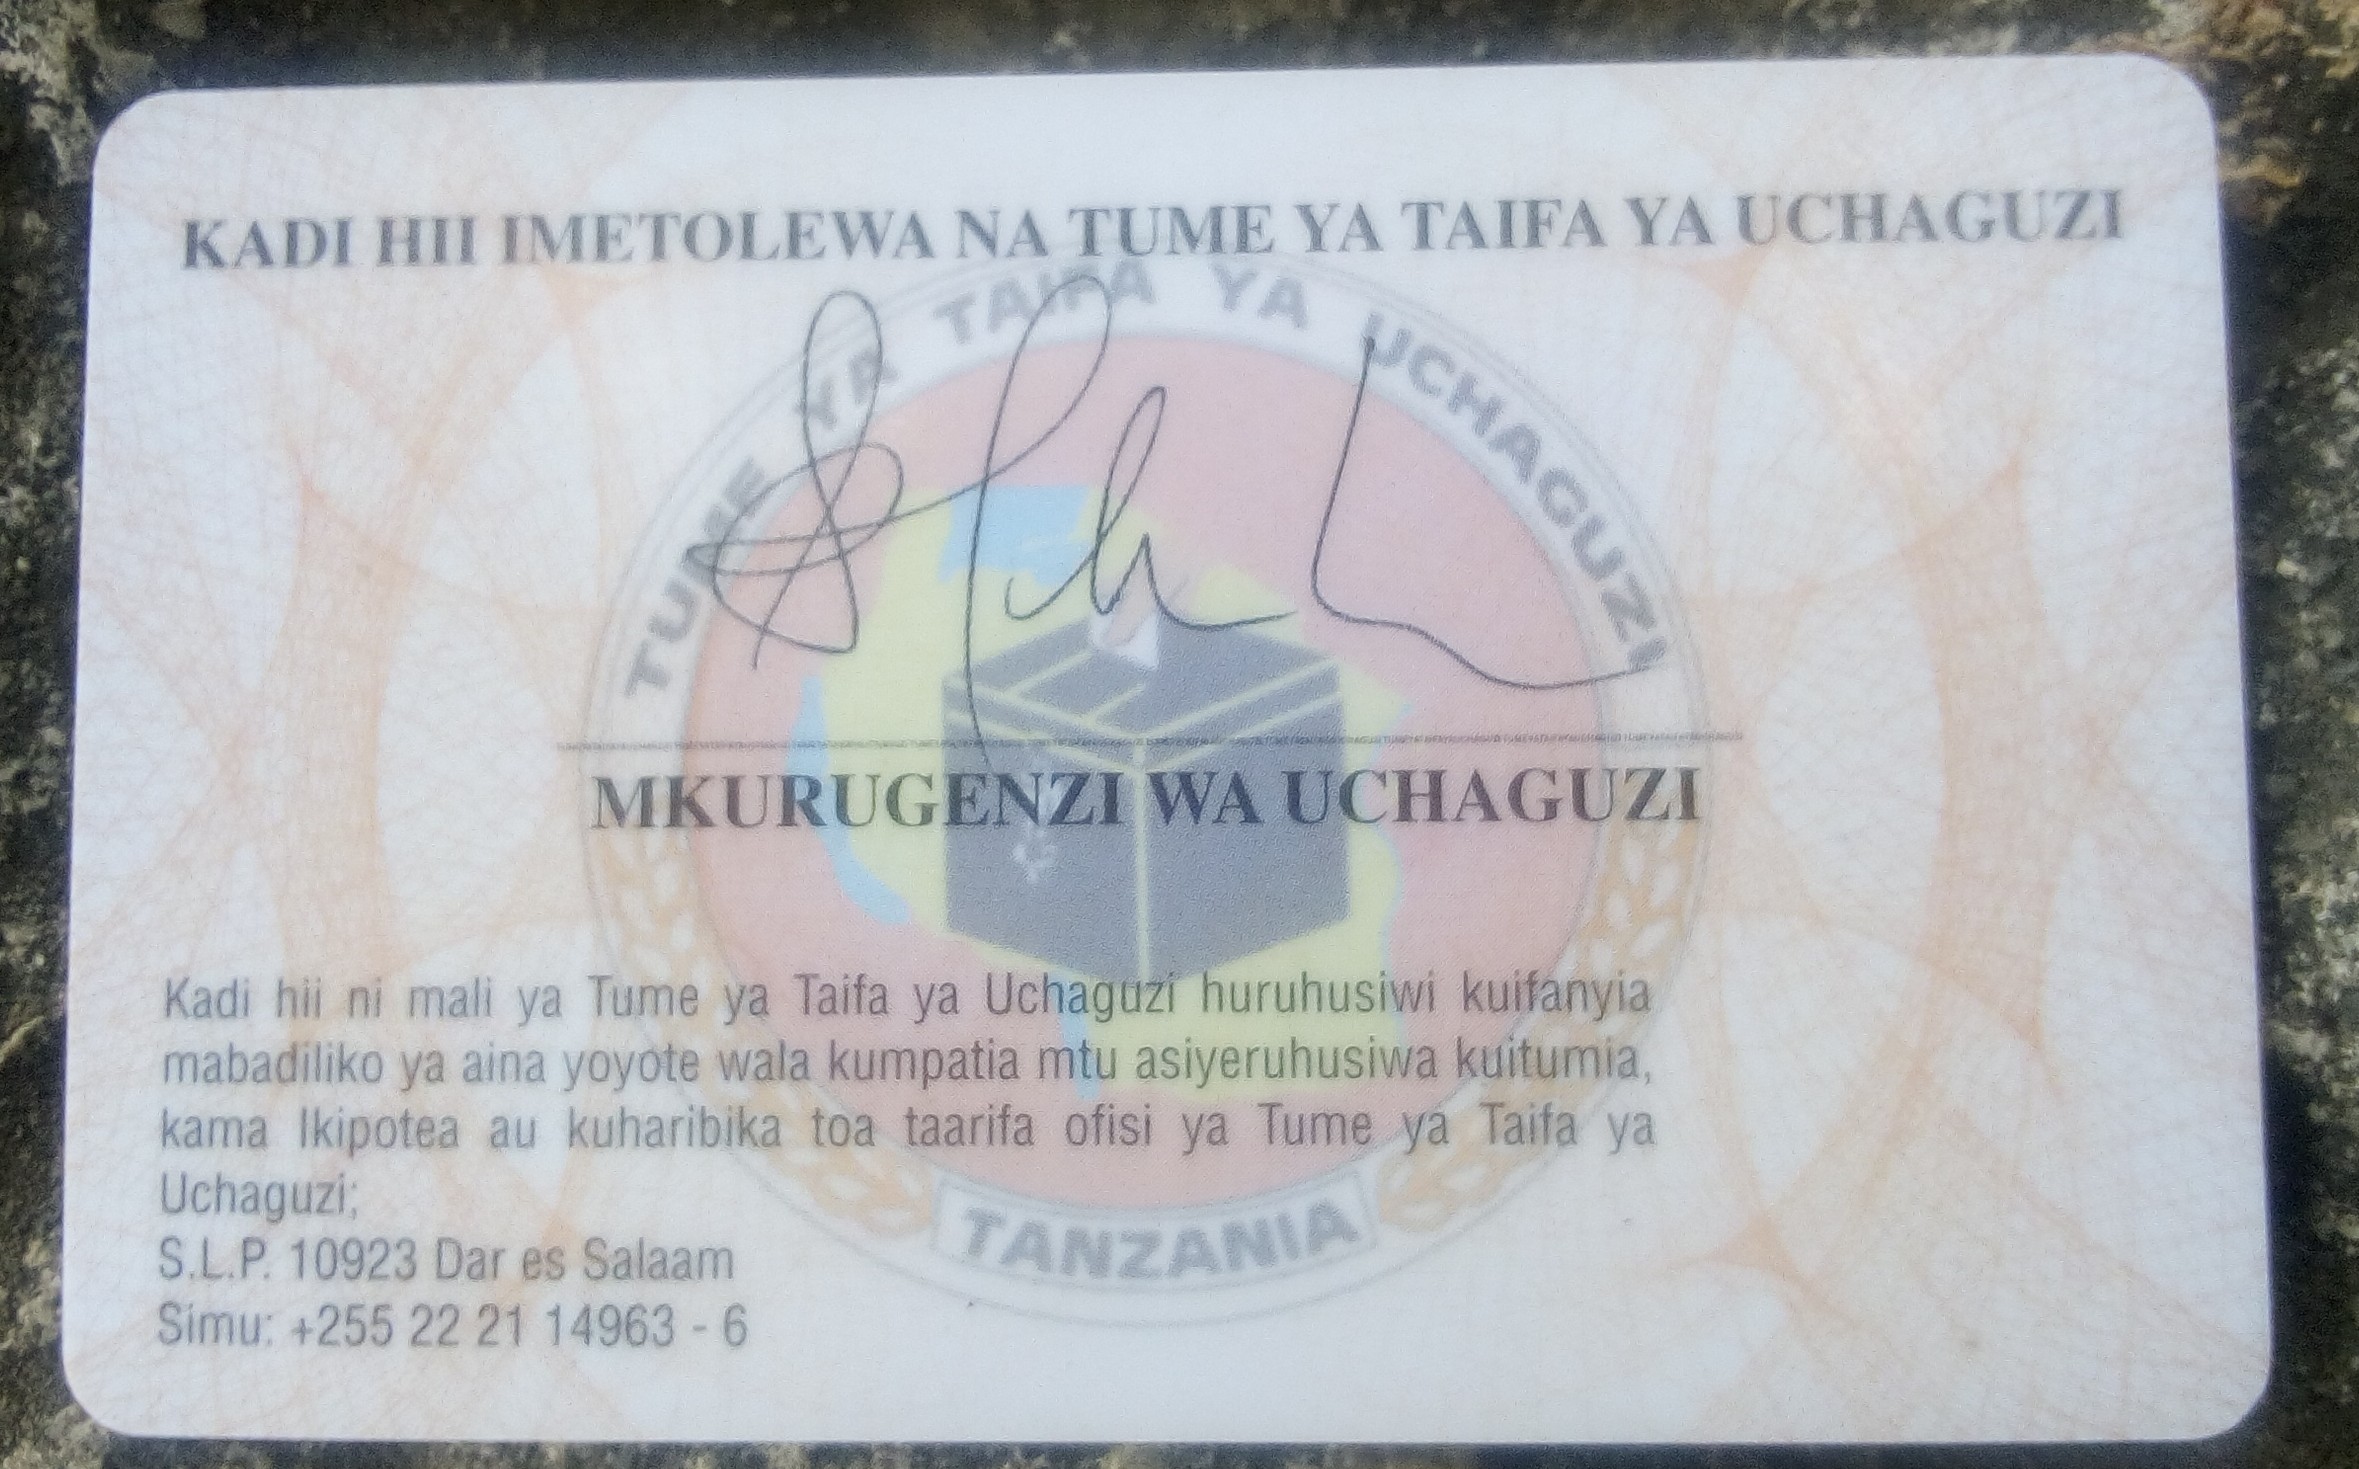 KADI HII IMETOLEWA NA TUME YA TAIFA YA UCHAGUZI
TUME YA TAIFA YA UCHAGUZI
MKURUGENZI WA UCHAGUZI
Kadi hii ni mali ya Tume ya Taifa ya Uchaguzi huruhusiwi kuifanyia
mabadiliko ya aina yoyote wala kumpatia mtu asiyeruhusiwa kuitumia,
kama Ikipotea au kuharibika toa taarifa ofisi ya Tume ya Taifa ya
Uchaguzi;
TANZANIA
S.L.P. 10923 Dar es Salaam
Simu: +255 22 21 14963 - 6